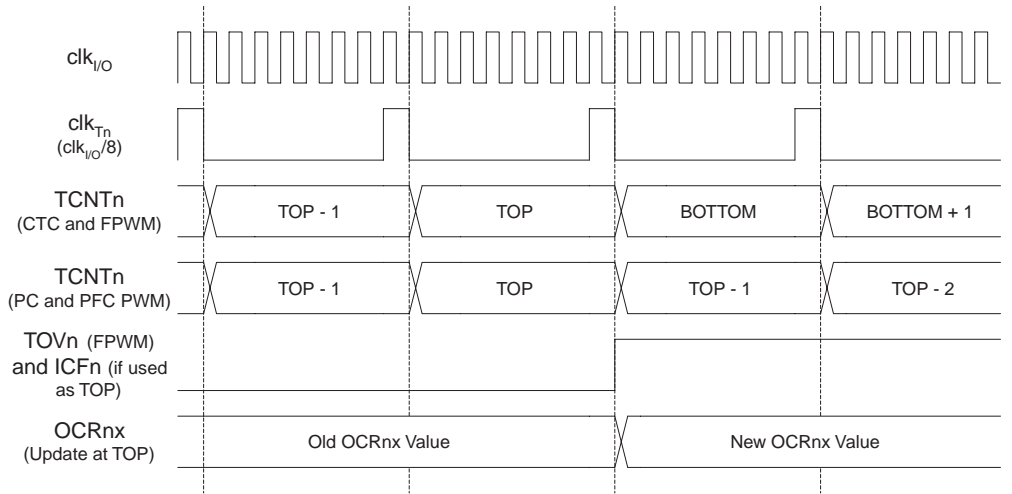 clkI/O
clkTn
(clkI/O/8)
TCNTn
(CTC and FPWM)
TOP - 1
TOP
BOTTOM
BOTTOM + 1
TCNTn
(PC and PFC PWM)
TOP - 1
TOP
TOP - 1
TOP - 2
TOVn (FPWM)
and ICFn (if used
as TOP)
OCRnx
(Update at TOP)
Old OCRnx Value
New OCRnx Value